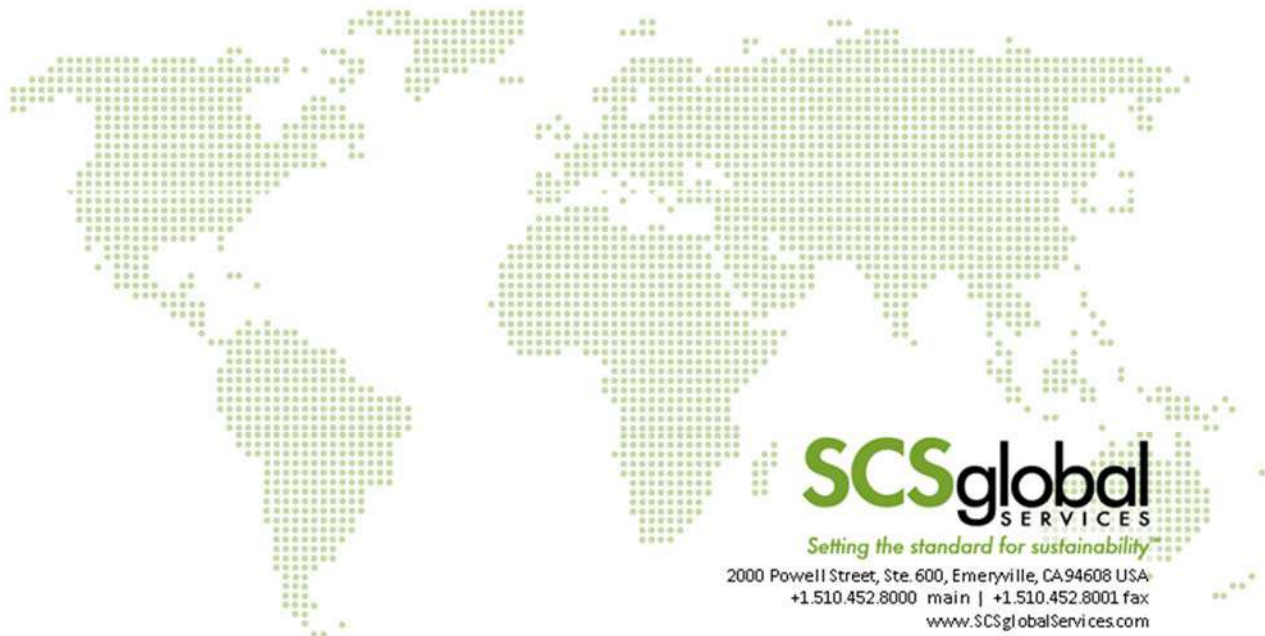 SCSglobal
SERVICES
Setting the standard for sustainability™
2000 Powell Street, Ste. 600, Emeryville, CA 94608 USA
+1.510.452.8000 main | +1.510.452.8001 fax
www.SCSglobalServices.com